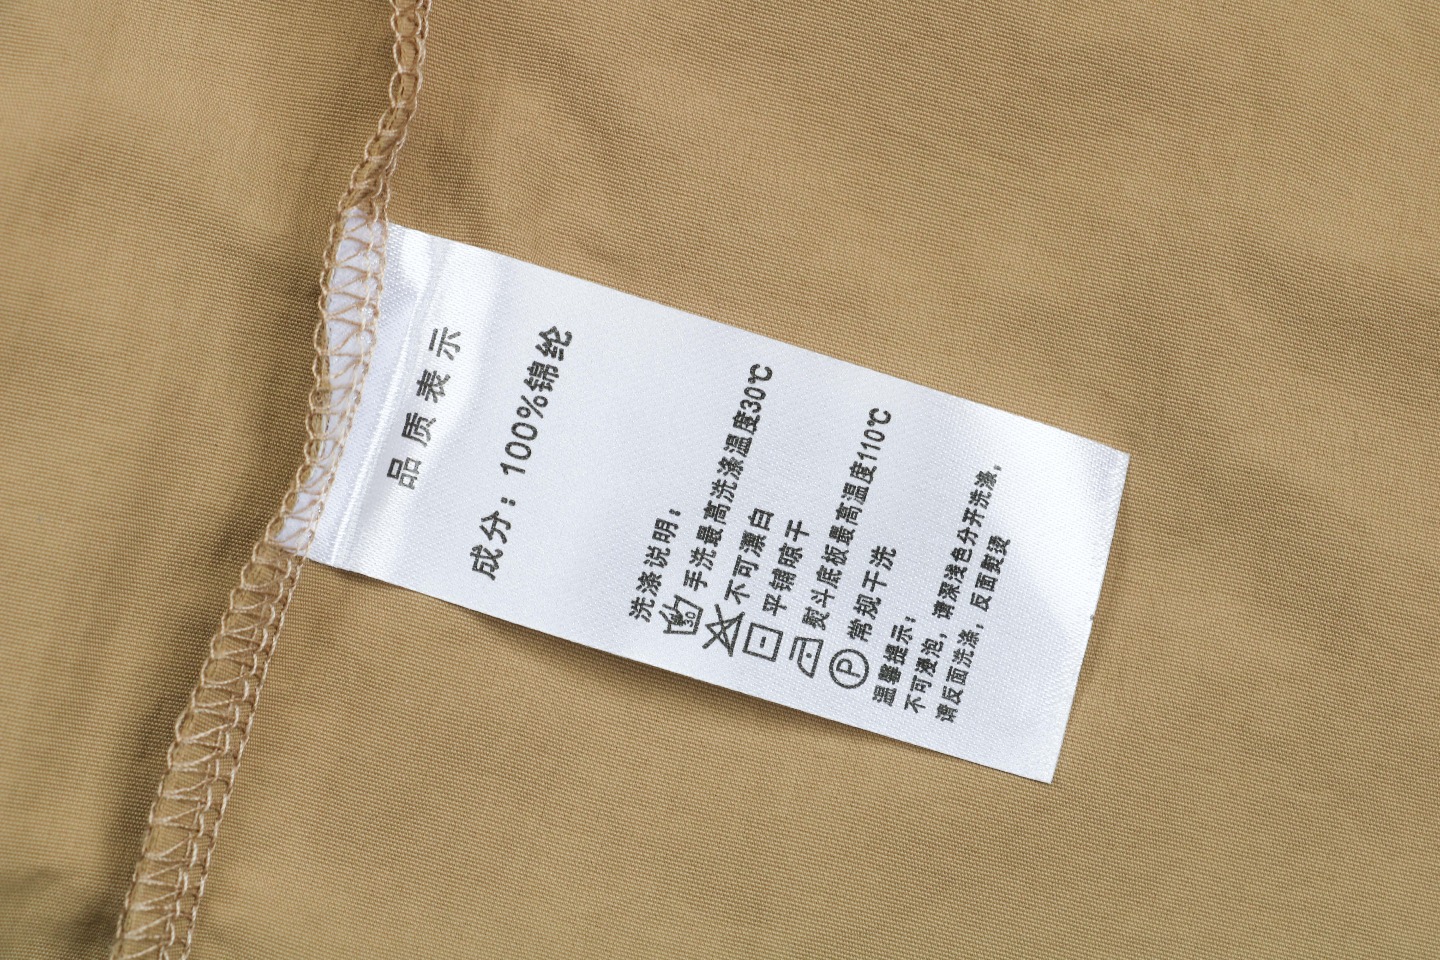 品质表示
成分：100%锦纶
洗涤说明：
30 手洗最高洗涤温度30℃
不可漂白
平铺晾干
熨斗底板最高温度110℃
P 常规干洗
温馨提示：
不可浸泡，请深浅色分开洗涤，
请反面洗涤，反面熨烫